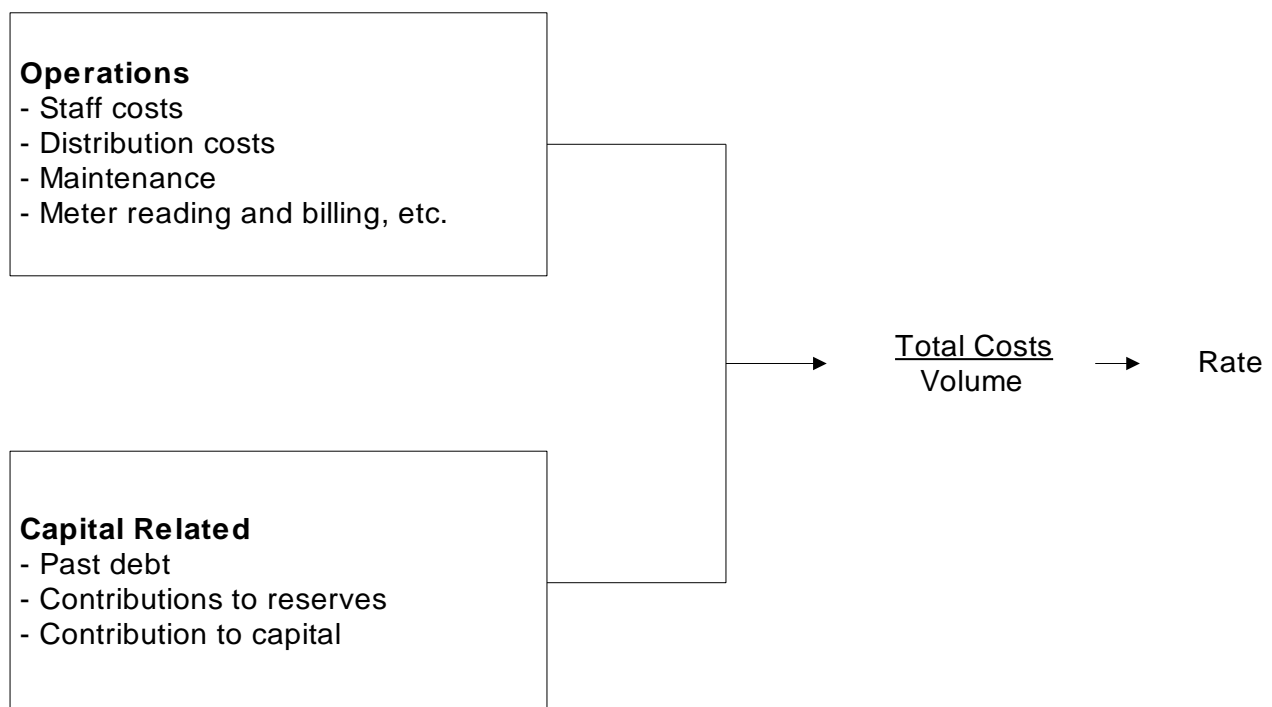 Operations
- Staff costs
- Distribution costs
- Maintenance
- Meter reading and billing, etc.
Total Costs
Volume
Rate
Capital Related
- Past debt
- Contributions to reserves
- Contribution to capital